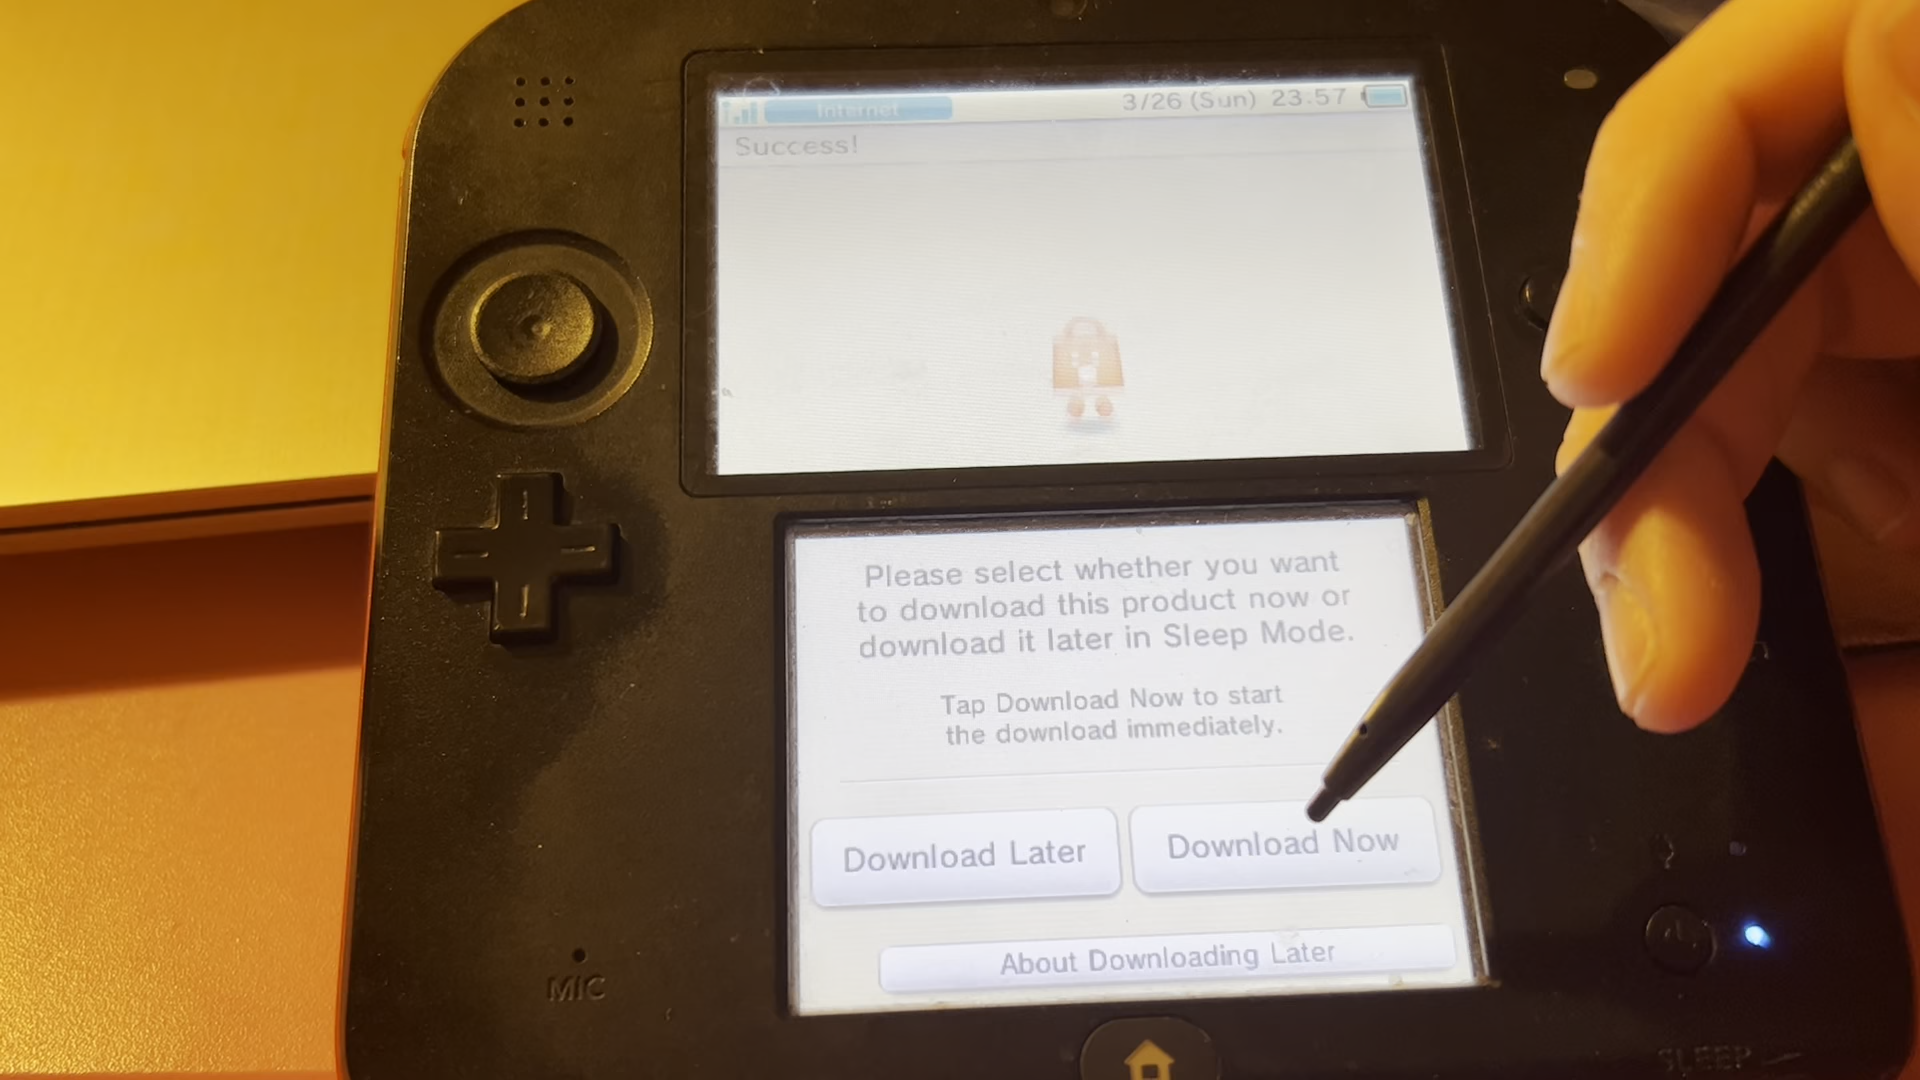 Internet
3/26 (Sun) 23:57
Success!
Please select whether you want
to download this product now or
download it later in Sleep Mode.
Tap Download Now to start
the download immediately.
Download Later
Download Now
About Downloading Later
MIC
SLEEP